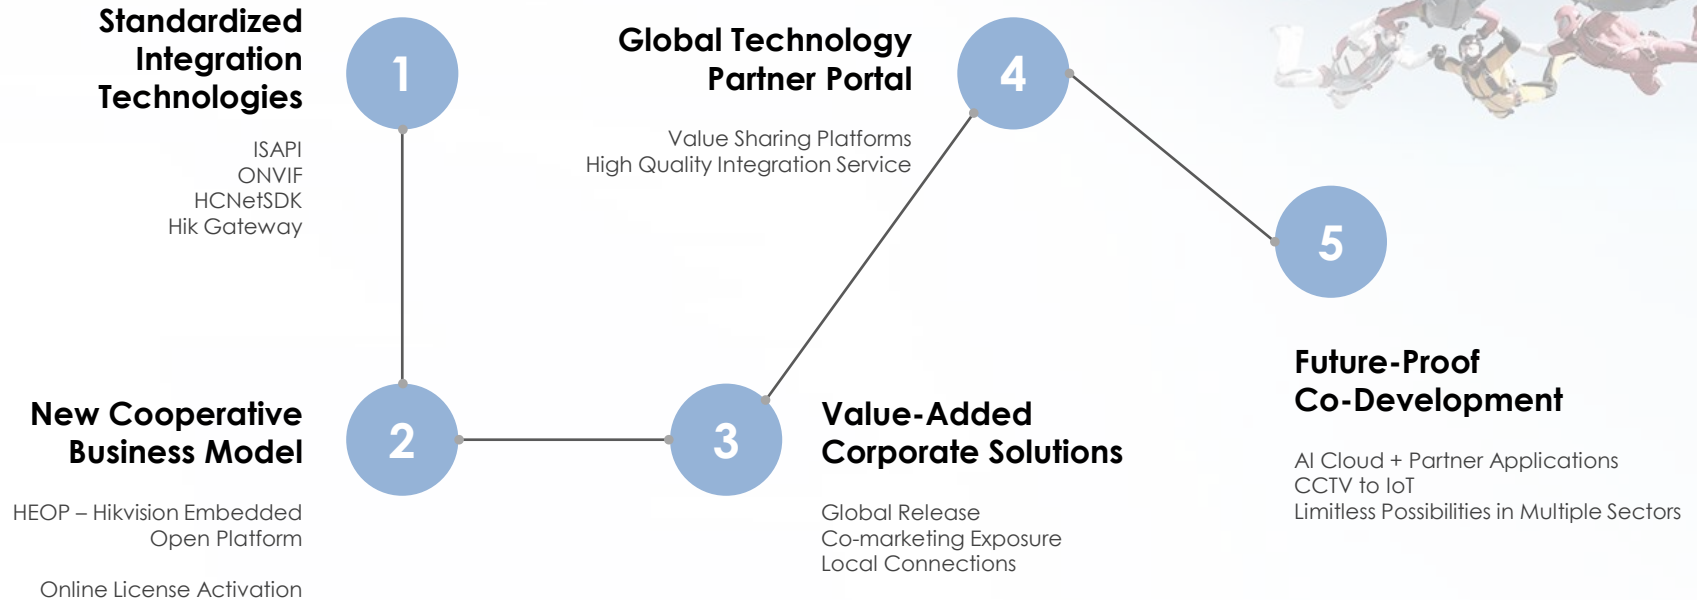 1
Standardized
Integration
Technologies
ISAPI
ONVIF
HCNetSDK
Hik Gateway
2
New Cooperative
Business Model
HEOP – Hikvision Embedded
Open Platform
Online License Activation
3
Value-Added
Corporate Solutions
Global Release
Co-marketing Exposure
Local Connections
4
Global Technology
Partner Portal
Value Sharing Platforms
High Quality Integration Service
5
Future-Proof
Co-Development
AI Cloud + Partner Applications
CCTV to IoT
Limitless Possibilities in Multiple Sectors